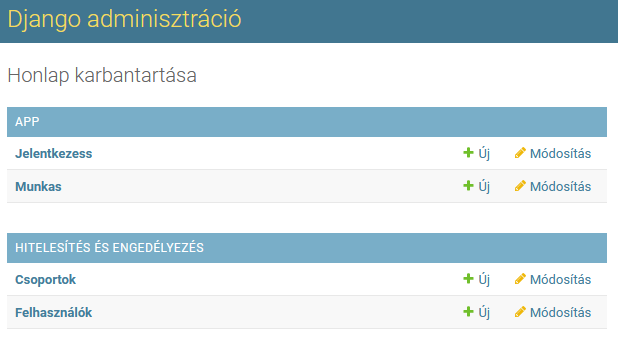 Django adminisztráció
Honlap karbantartása
APP
Jelentkezess Új Módosítás
Munkas Új Módosítás
HITELESÍTÉS ÉS ENGEDÉLYEZÉS
Csoportok Új Módosítás
Felhasználók Új Módosítás